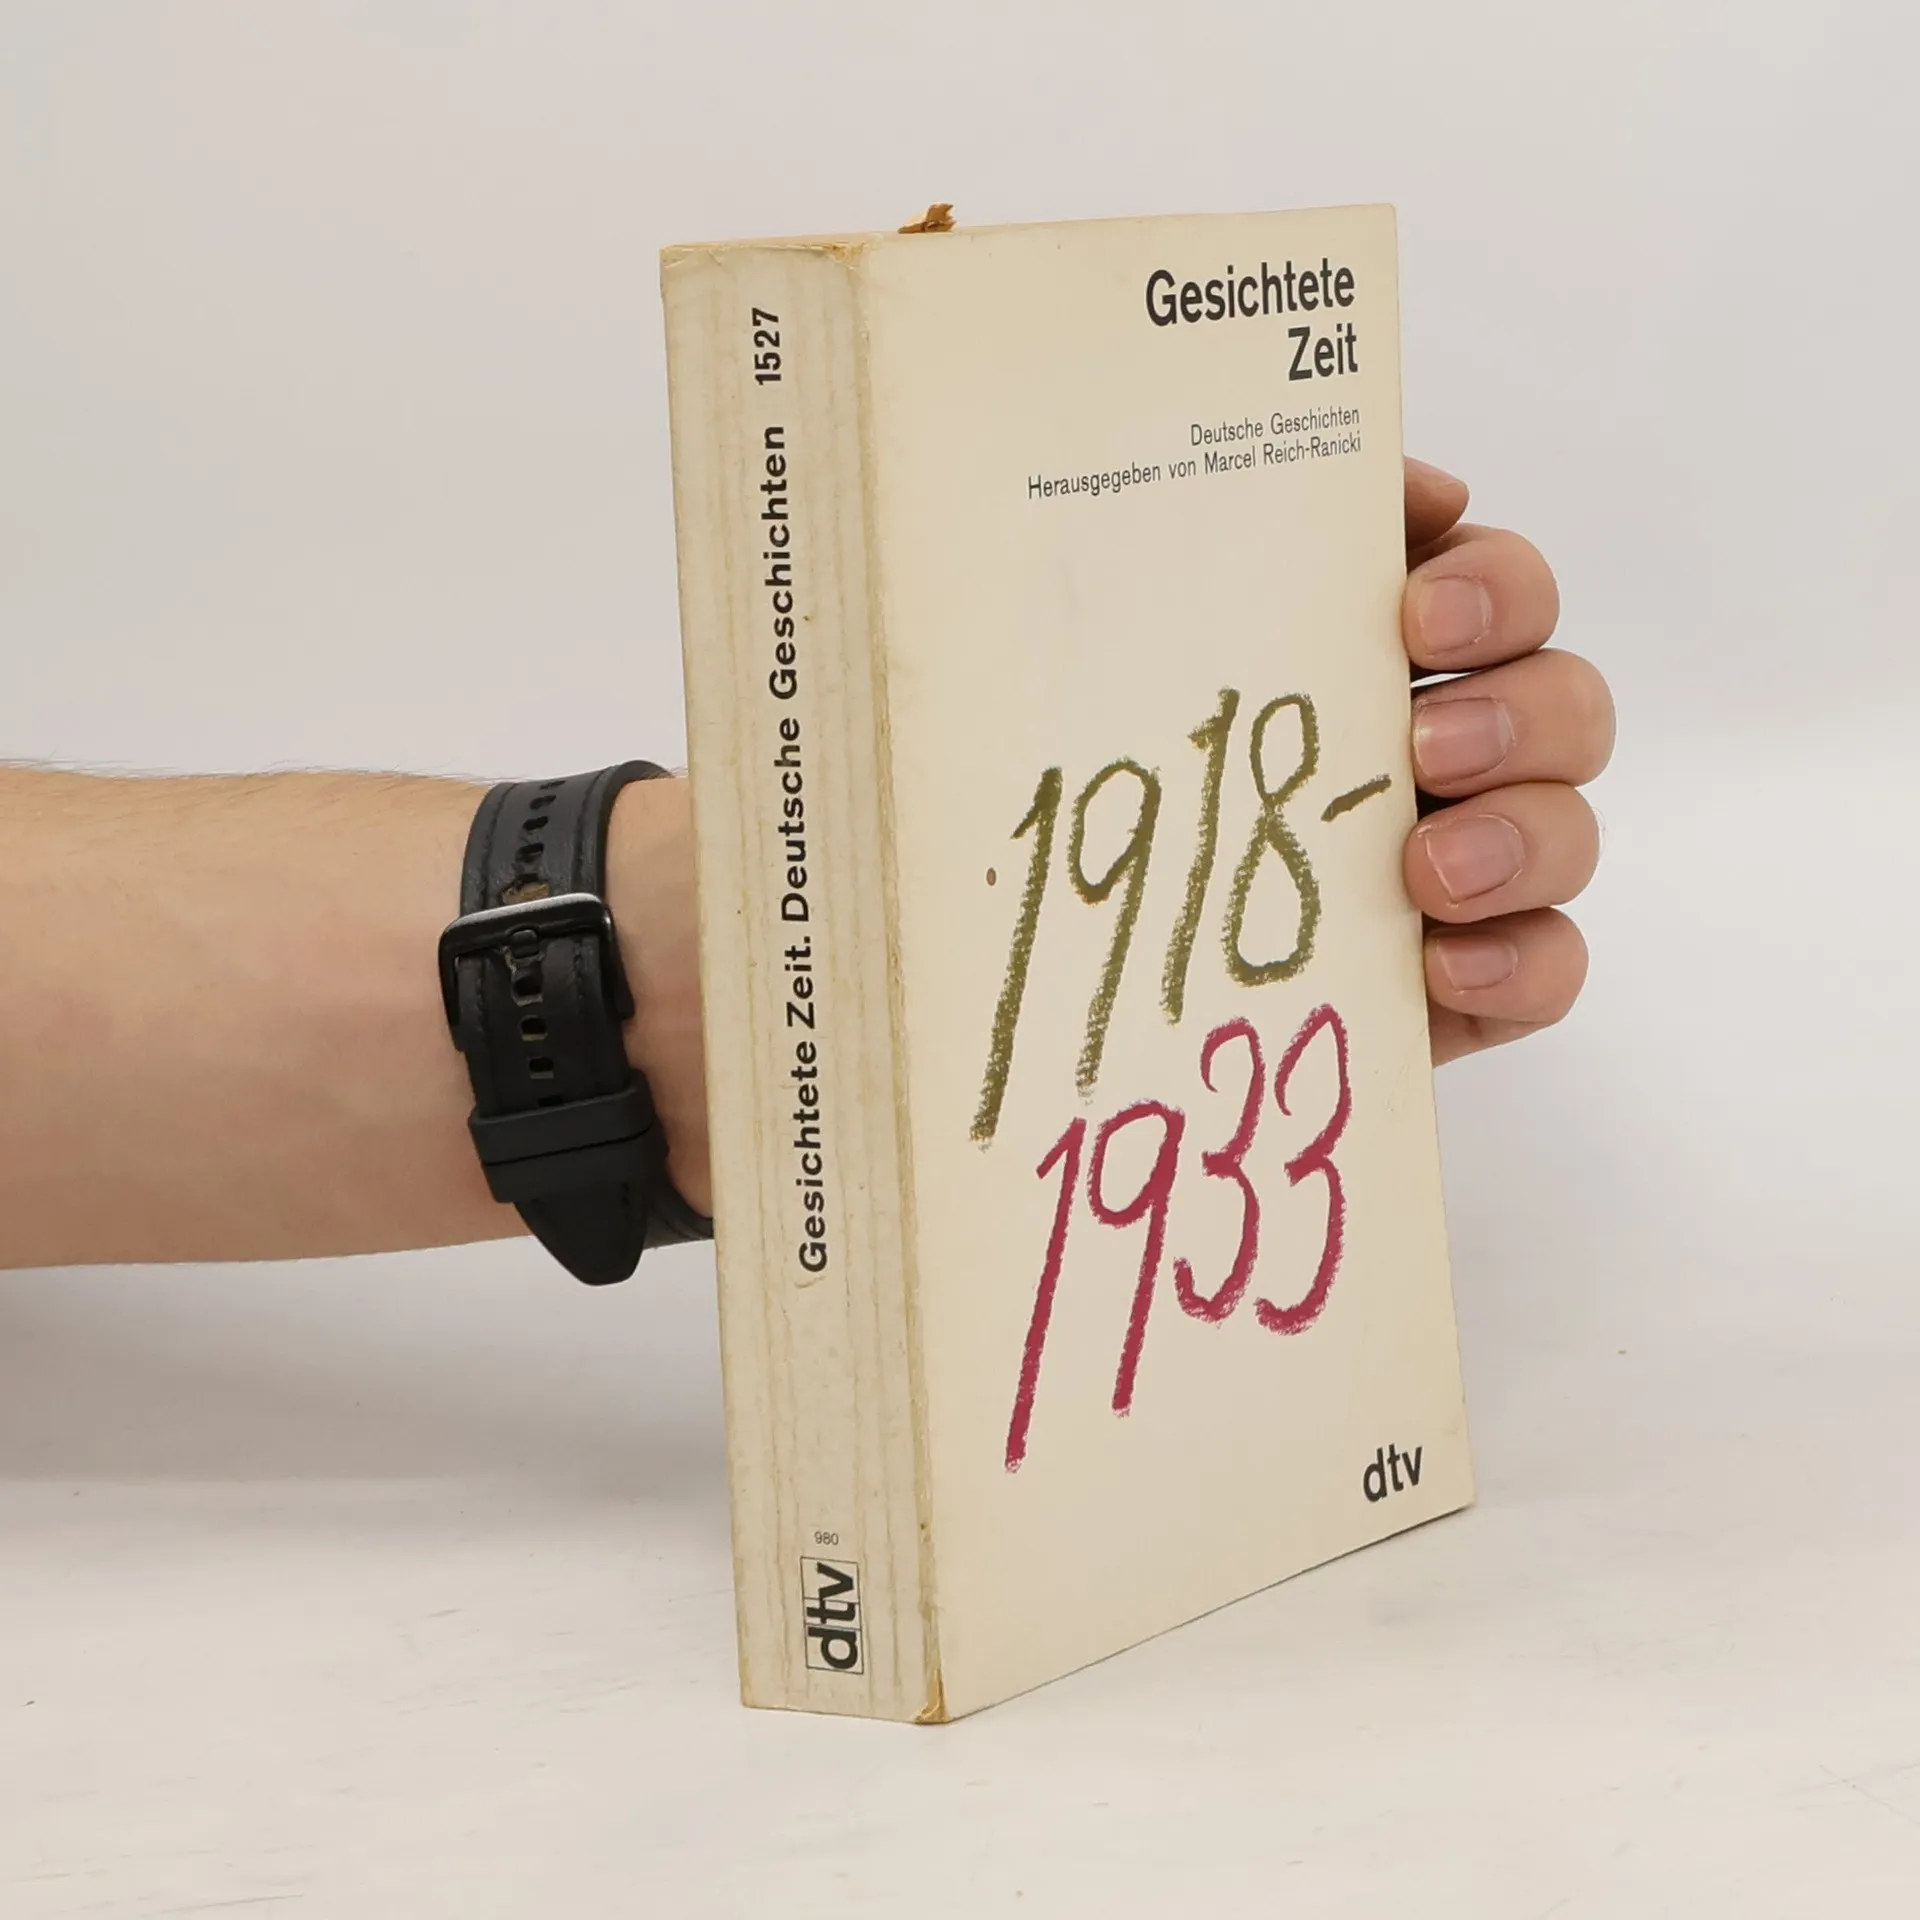 Gesichtete
Zeit
Deutsche Geschichten
Herausgegeben von Marcel Reich-Ranicki
1918-
1933
dtv
Gesichtete Zeit. Deutsche Geschichten 1527
980
dtv